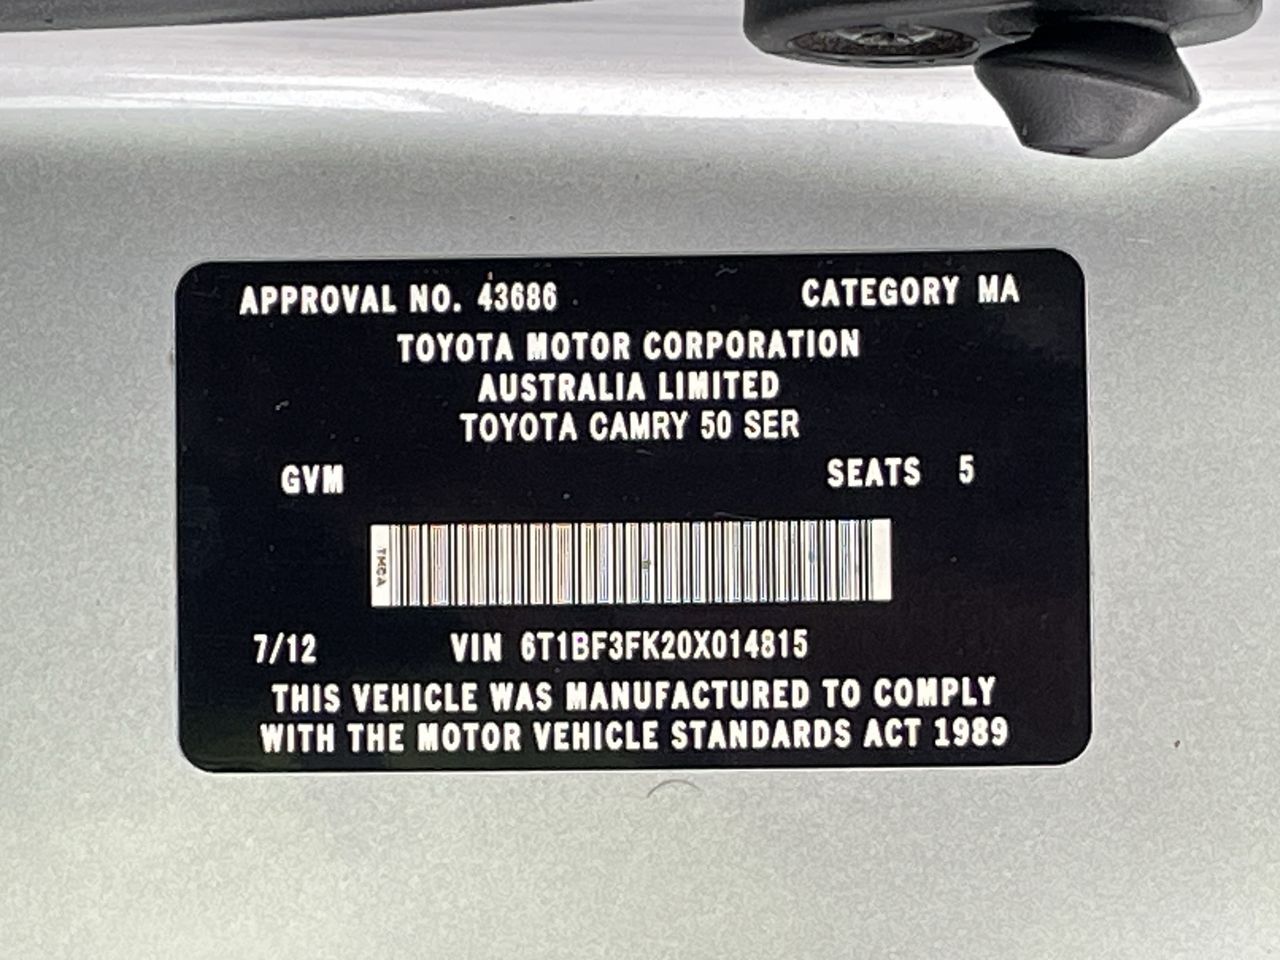 APPROVAL NO. 43686 CATEGORY MA
TOYOTA MOTOR CORPORATION
AUSTRALIA LIMITED
TOYOTA CAMRY 50 SER
GVM SEATS 5
TMCA
7/12 VIN 6T1BF3FK20X014815
THIS VEHICLE WAS MANUFACTURED TO COMPLY
WITH THE MOTOR VEHICLE STANDARDS ACT 1989